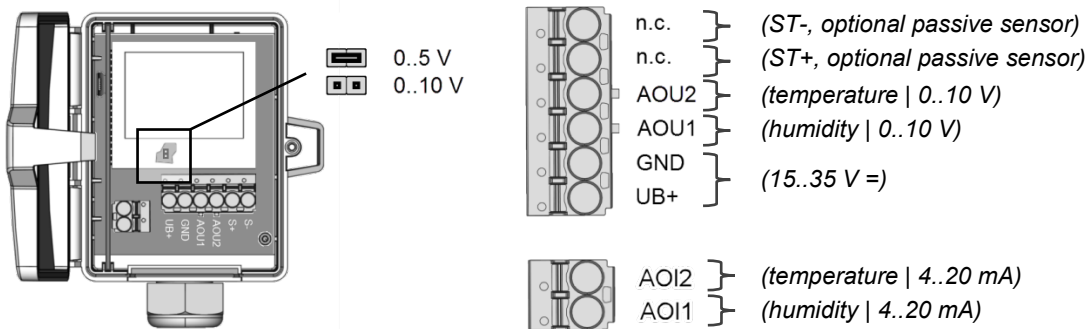 0..5 V
0..10 V
UB+
GND
AOU1
AOU2
S+
S-
n.c. (ST-, optional passive sensor)
n.c. (ST+, optional passive sensor)
AOU2 (temperature | 0..10 V)
AOU1 (humidity | 0..10 V)
GND
UB+
(15..35 V =)
AOI2 (temperature | 4..20 mA)
AOI1 (humidity | 4..20 mA)